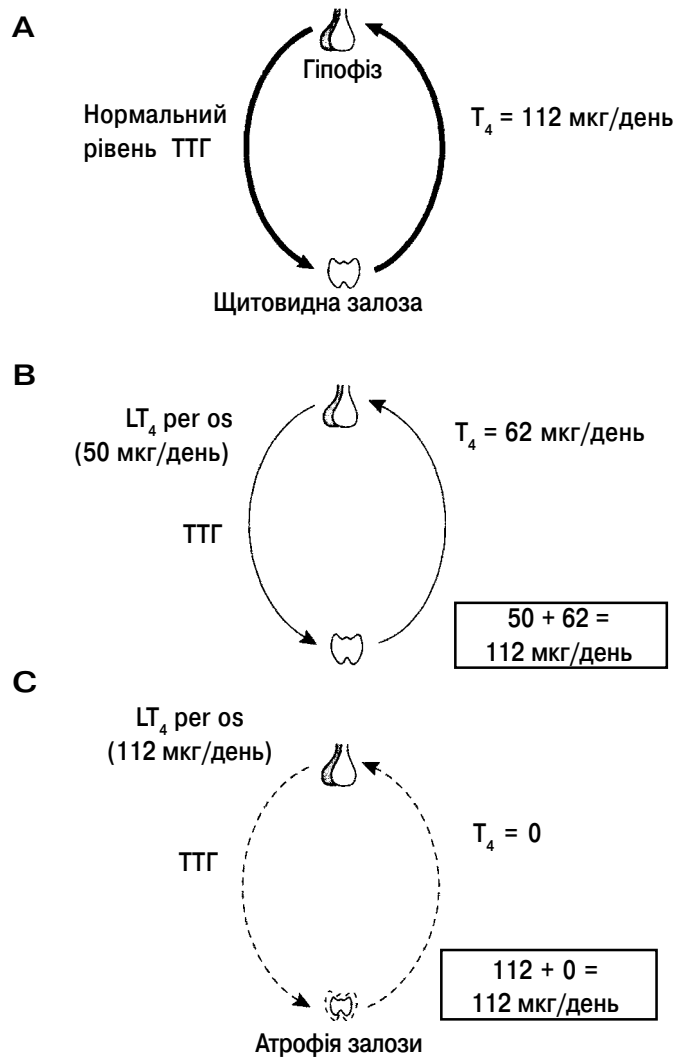 A
Гіпофіз
Нормальний
рівень ТТГ
T₄ = 112 мкг/день
Щитовидна залоза
B
LT₄ per os
(50 мкг/день)
T₄ = 62 мкг/день
ТТГ
50 + 62 =
112 мкг/день
C
LT₄ per os
(112 мкг/день)
T₄ = 0
ТТГ
112 + 0 =
112 мкг/день
Атрофія залози